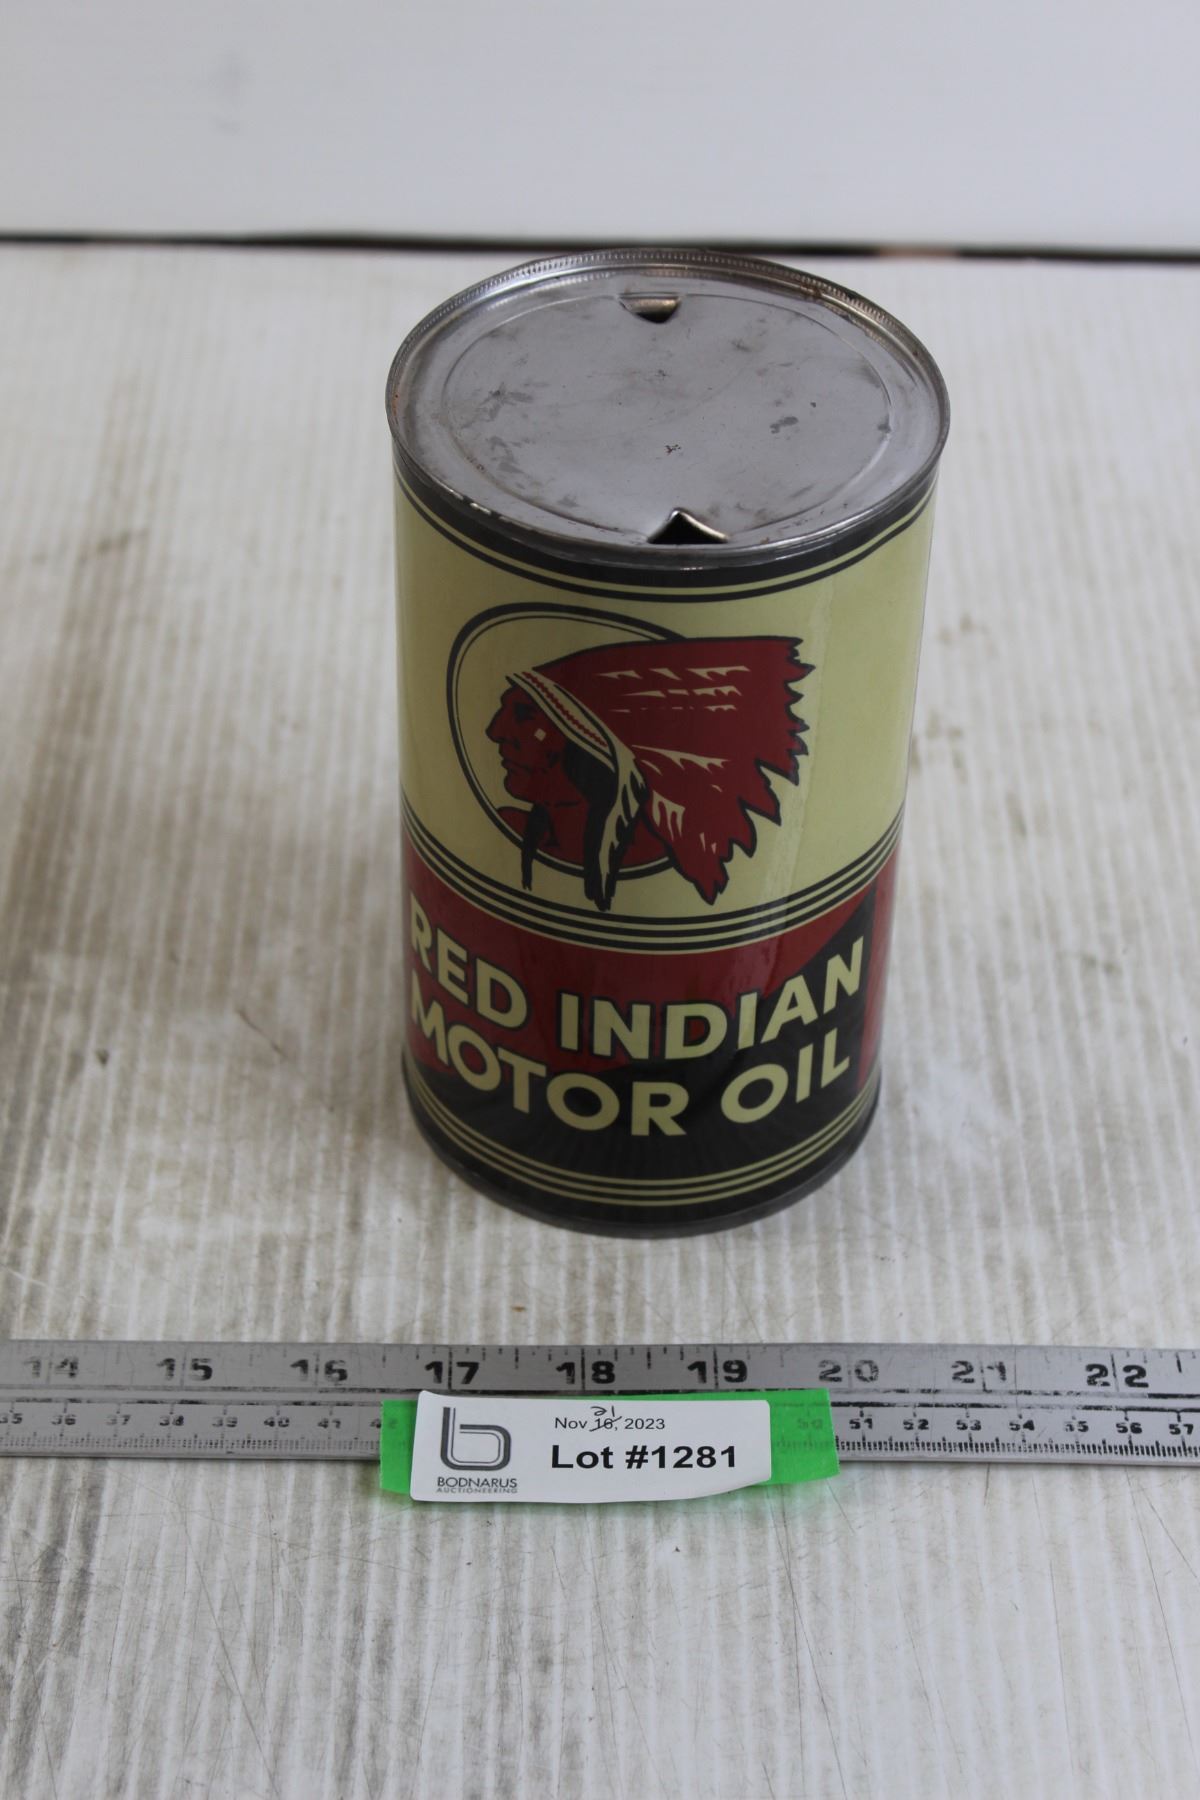 RED INDIAN
MOTOR OIL
14 15 16 17 18 19 20 21 22
35 36 37 38 39 40 41 42 50 51 52 53 54 55 56 57
21
Nov 16, 2023
Lot #1281
b
BODNARUS
AUCTIONEERING